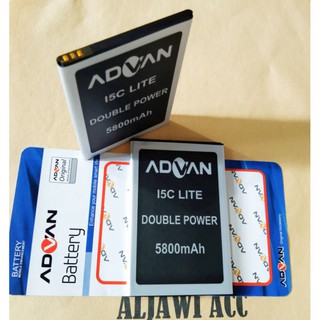 ADVAN
I5C LITE
DOUBLE POWER
5800mAh
ADVAN
I5C LITE
DOUBLE POWER
5800mAh
ADVAN
Original
ADVAN
Battery
BATTERY
ALJAWI ACC